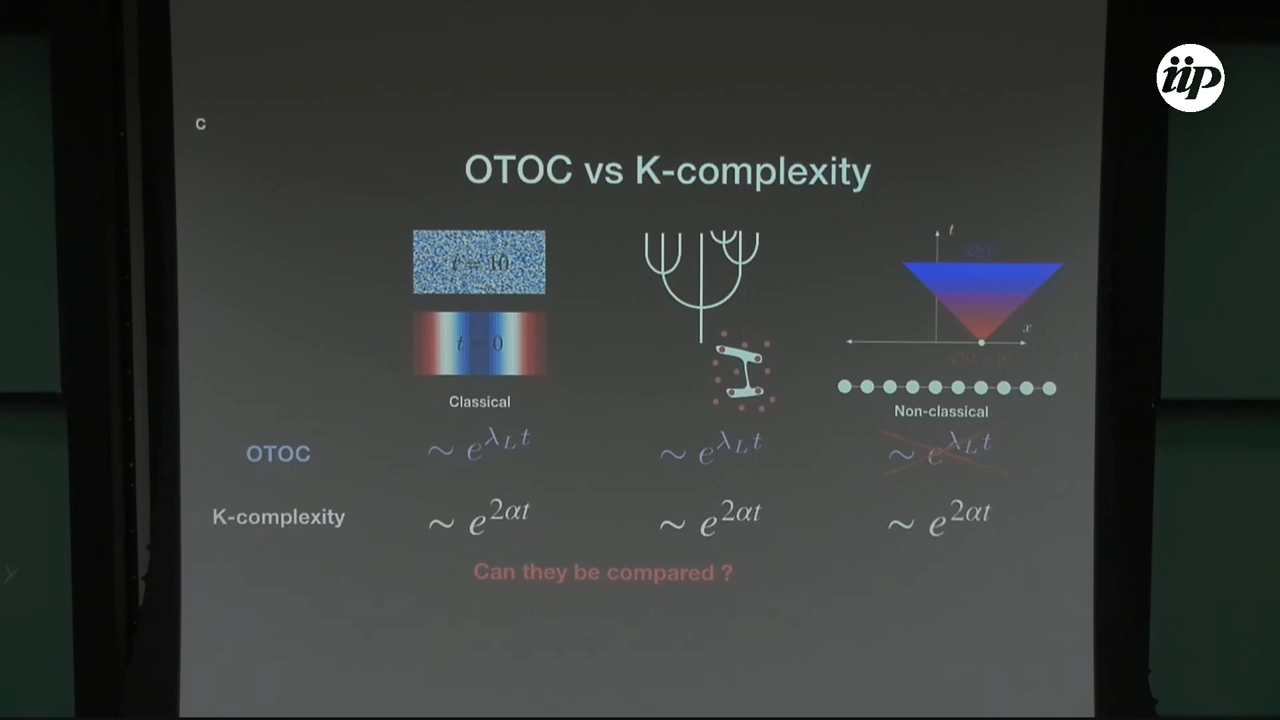 iip
c
OTOC vs K-complexity
t = 10
t
t = 0
x
Classical
Non-classical
OTOC
∼ e^{λ_L t}
∼ e^{λ_L t}
∼ e^{λ_L t}
K-complexity
∼ e^{2αt}
∼ e^{2αt}
∼ e^{2αt}
Can they be compared ?